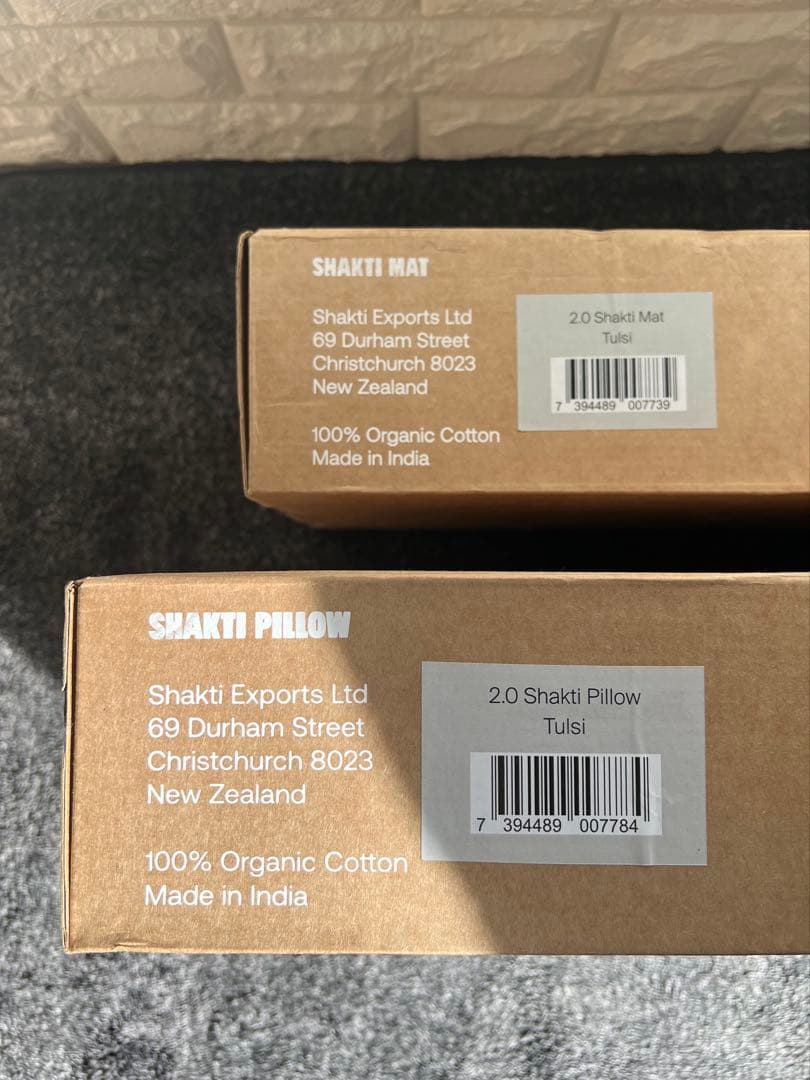 SHAKTI MAT
Shakti Exports Ltd
69 Durham Street
Christchurch 8023
New Zealand
100% Organic Cotton
Made in India
2.0 Shakti Mat
Tulsi
7 394489 007739
SHAKTI PILLOW
Shakti Exports Ltd
69 Durham Street
Christchurch 8023
New Zealand
100% Organic Cotton
Made in India
2.0 Shakti Pillow
Tulsi
7 394489 007784